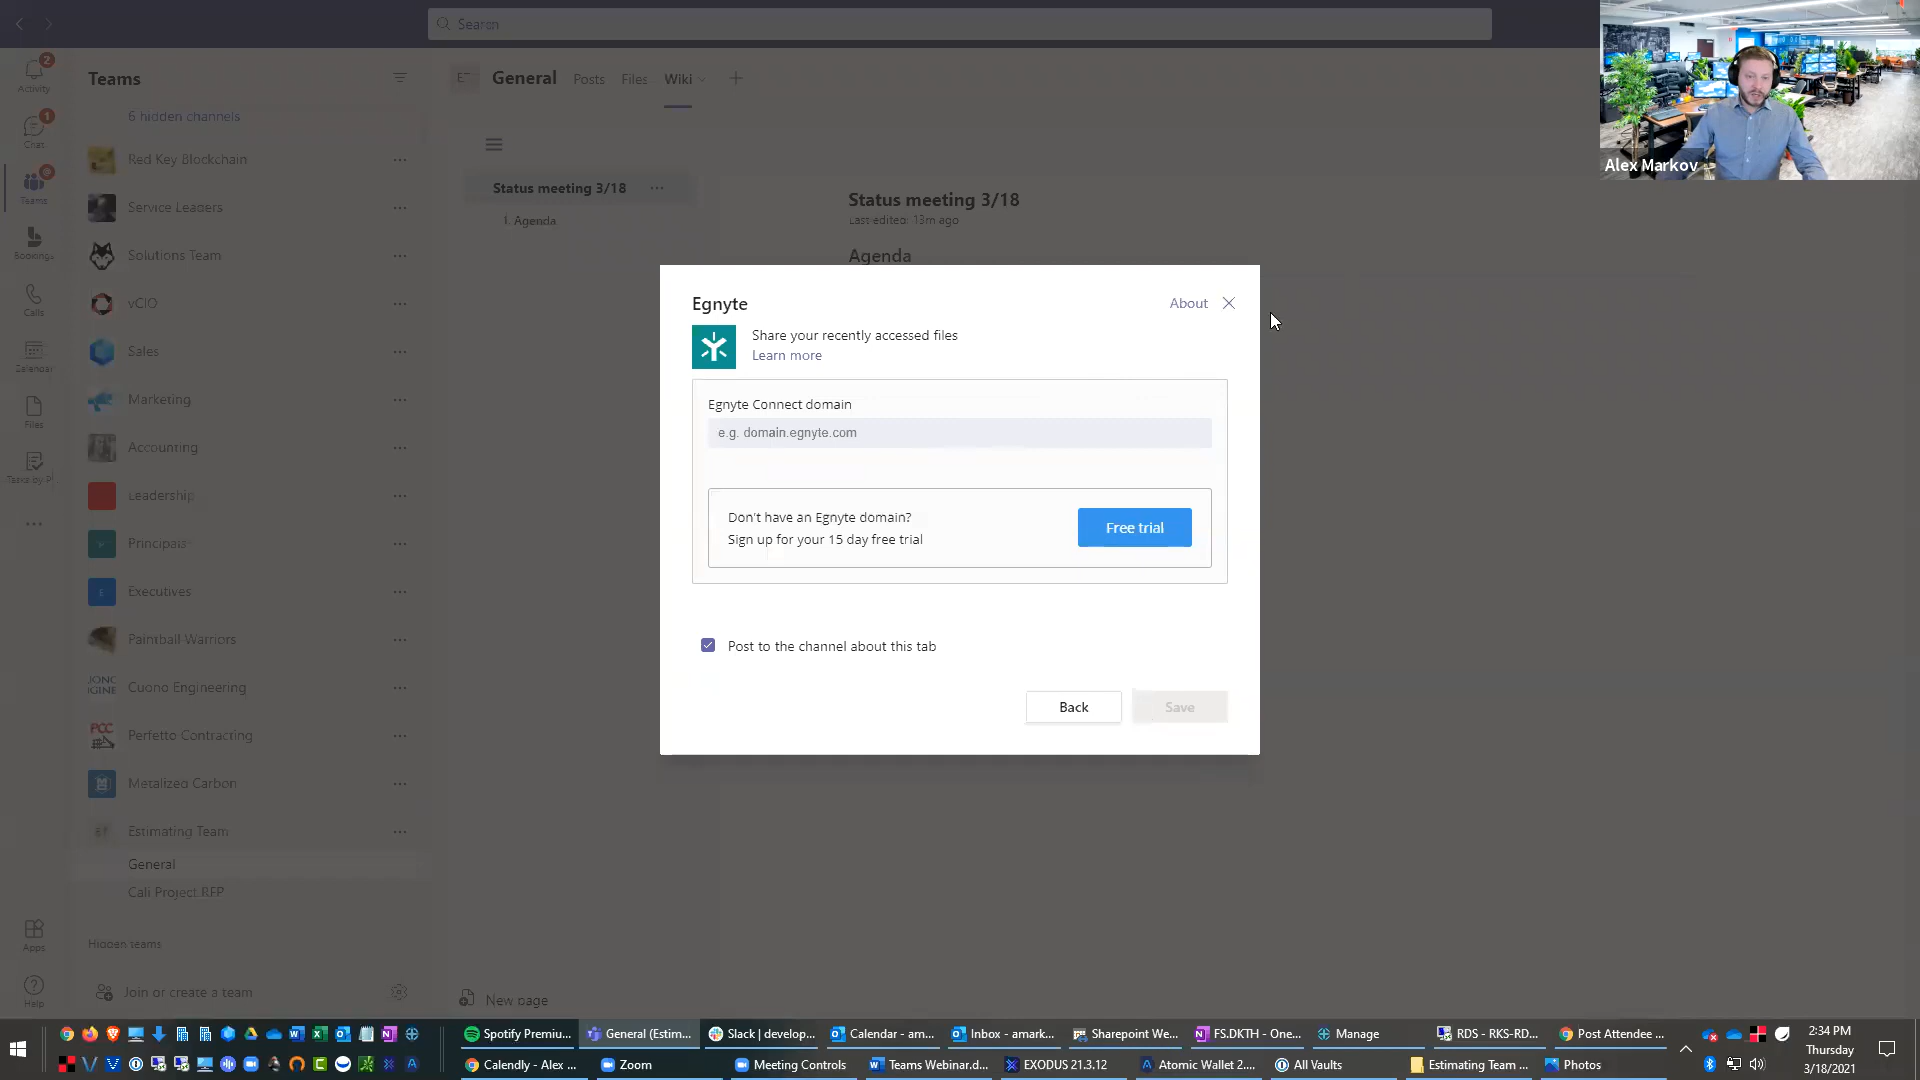 Search
2
Activity
1
Chat
Teams
Bookings
Calls
Calendar
Files
Apps
Help
Teams
6 hidden channels
Red Key Blockchain
Service Leaders
Solutions Team
vCIO
Sales
Marketing
Accounting
Leadership
Principals
Executives
Paintball Warriors
Cuono Engineering
Perfetto Contracting
Metalized Carbon
ET Estimating Team
General
Cali Project RFP
Hidden teams
Join or create a team
ET General Posts Files Wiki
Status meeting 3/18
1. Agenda
Status meeting 3/18
Last edited: 13m ago
Agenda
New page
Alex Markov
Egnyte
About
Share your recently accessed files
Learn more
Egnyte Connect domain
e.g. domain.egnyte.com
Don't have an Egnyte domain?
Sign up for your 15 day free trial
Free trial
Post to the channel about this tab
Back
Save
Spotify Premiu...
General (Estim...
Slack | develop...
Calendar - am...
Inbox - amark...
Sharepoint We...
FS.DKTH - One...
Manage
RDS - RKS-RD...
Post Attendee ...
Calendly - Alex ...
Zoom
Meeting Controls
Teams Webinar.d...
EXODUS 21.3.12
Atomic Wallet 2....
All Vaults
Estimating Team ...
Photos
2:34 PM
Thursday
3/18/2021